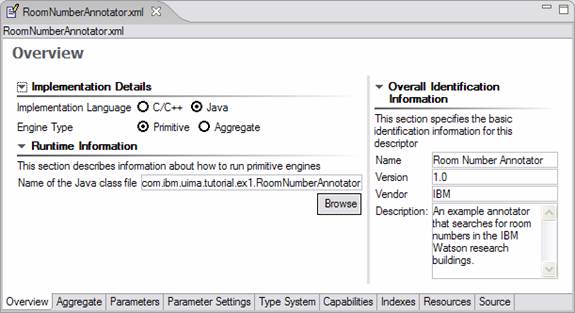 RoomNumberAnnotator.xml
RoomNumberAnnotator.xml
Overview
Implementation Details
Implementation Language C/C++ Java
Engine Type Primitive Aggregate
Runtime Information
This section describes information about how to run primitive engines
Name of the Java class file com.ibm.uima.tutorial.ex1.RoomNumberAnnotator
Browse
Overall Identification
Information
This section specifies the basic
identification information for this
descriptor
Name Room Number Annotator
Version 1.0
Vendor IBM
Description: An example annotator
that searches for room
numbers in the IBM
Watson research
buildings.
Overview Aggregate Parameters Parameter Settings Type System Capabilities Indexes Resources Source